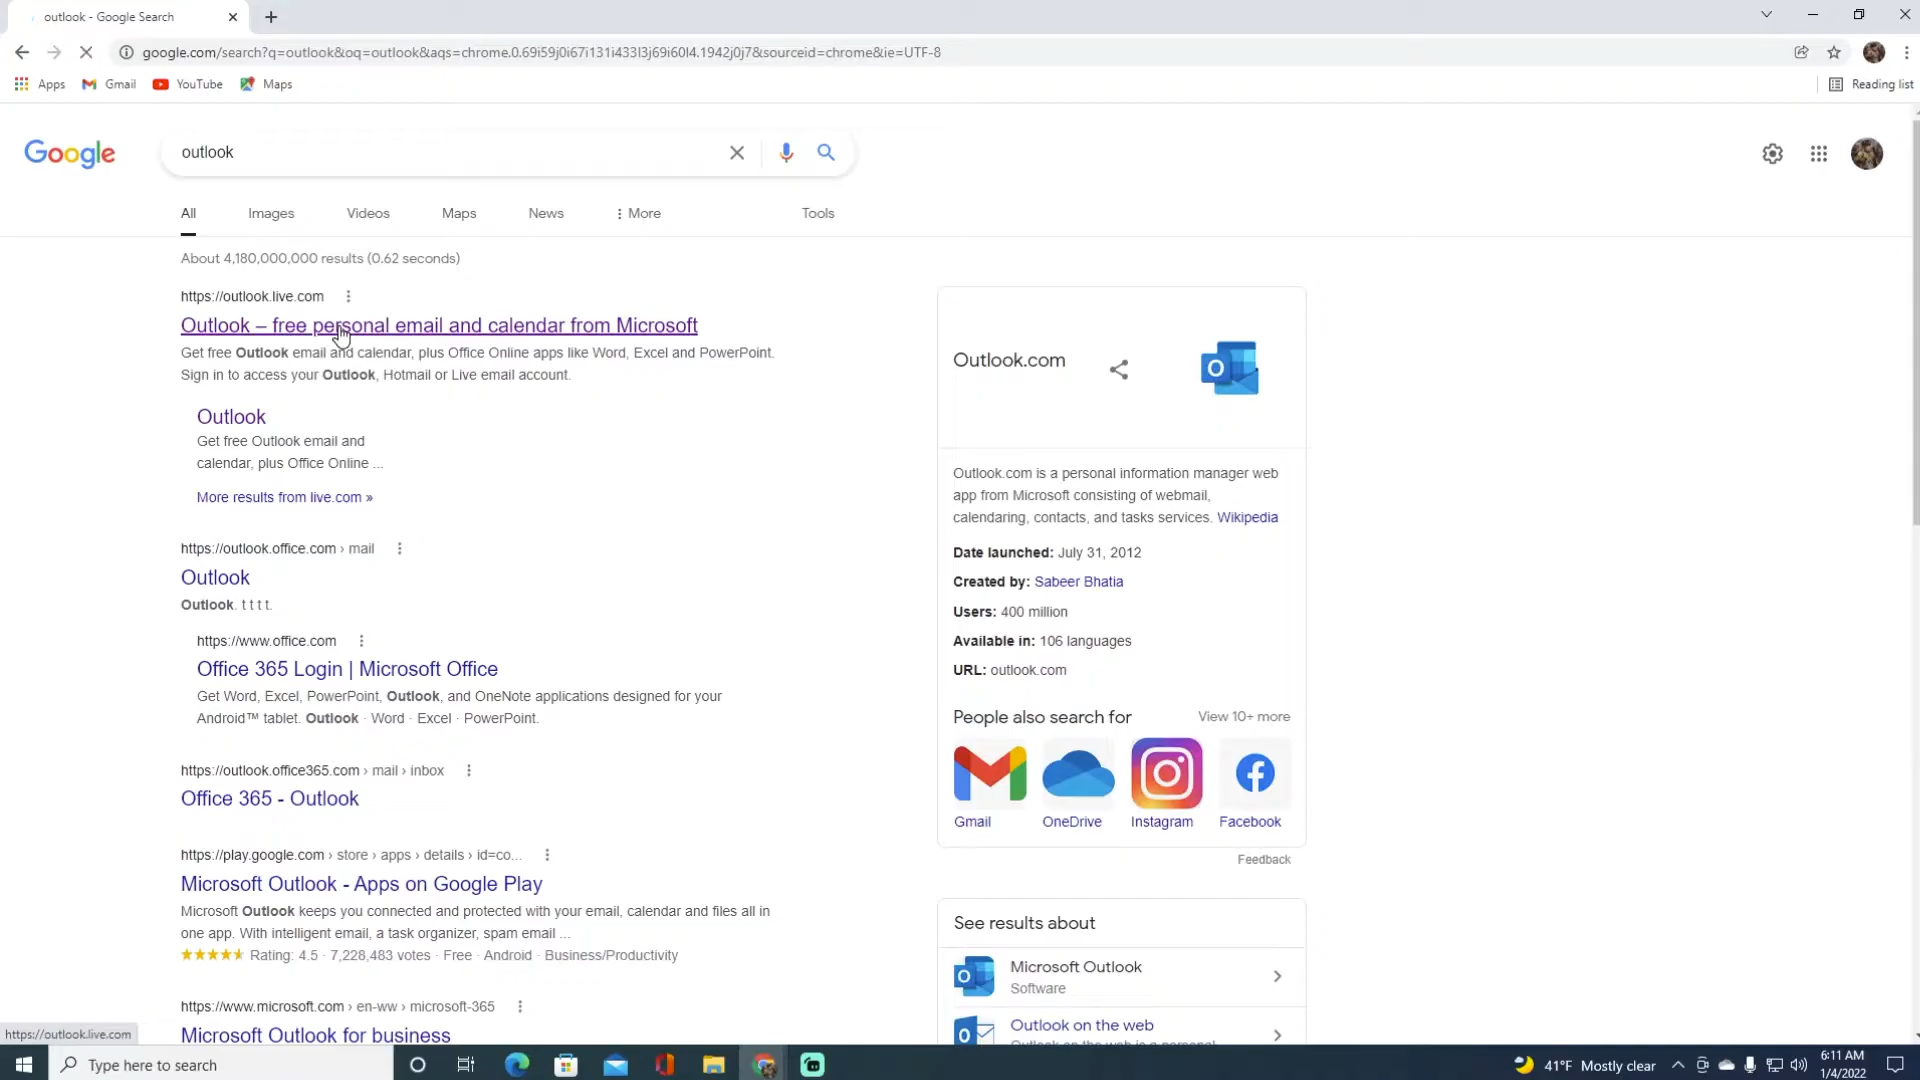 outlook - Google Search
google.com/search?q=outlook&oq=outlook&aqs=chrome.0.69i59j0i67i131i433l3j69i60l4.1942j0j7&sourceid=chrome&ie=UTF-8
Apps Gmail YouTube Maps Reading list
Google outlook
All Images Videos Maps News More Tools
About 4,180,000,000 results (0.62 seconds)
https://outlook.live.com
Outlook – free personal email and calendar from Microsoft
Get free Outlook email and calendar, plus Office Online apps like Word, Excel and PowerPoint.
Sign in to access your Outlook, Hotmail or Live email account.
Outlook
Get free Outlook email and
calendar, plus Office Online ...
More results from live.com »
https://outlook.office.com › mail
Outlook
Outlook. t t t t.
https://www.office.com
Office 365 Login | Microsoft Office
Get Word, Excel, PowerPoint, Outlook, and OneNote applications designed for your
Android™ tablet. Outlook · Word · Excel · PowerPoint.
https://outlook.office365.com › mail › inbox
Office 365 - Outlook
https://play.google.com › store › apps › details › id=co...
Microsoft Outlook - Apps on Google Play
Microsoft Outlook keeps you connected and protected with your email, calendar and files all in
one app. With intelligent email, a task organizer, spam email ...
Rating: 4.5 · 7,228,483 votes · Free · Android · Business/Productivity
https://www.microsoft.com › en-ww › microsoft-365
Microsoft Outlook for business
Outlook.com
Outlook.com is a personal information manager web
app from Microsoft consisting of webmail,
calendaring, contacts, and tasks services. Wikipedia
Date launched: July 31, 2012
Created by: Sabeer Bhatia
Users: 400 million
Available in: 106 languages
URL: outlook.com
People also search for View 10+ more
Gmail OneDrive Instagram Facebook
Feedback
See results about
Microsoft Outlook
Software
Outlook on the web
Outlook on the web is a personal
https://outlook.live.com
Type here to search
41°F Mostly clear
6:11 AM
1/4/2022